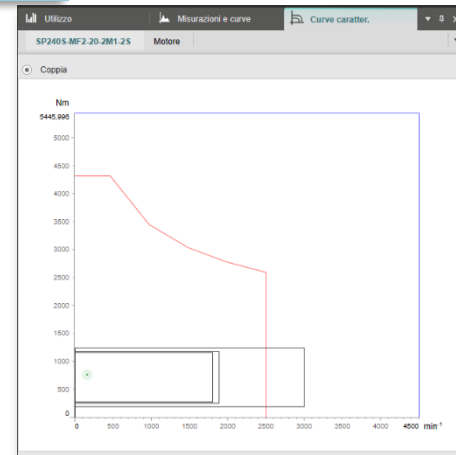 Utilizzo Misurazioni e curve Curve caratter.
SP240S-MF2-20-2M1-2S Motore
Coppia
Nm
5445,996
5000
4500
4000
3500
3000
2500
2000
1500
1000
500
0
0 500 1000 1500 2000 2500 3000 3500 4000 4500 min⁻¹